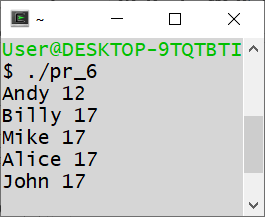 ~
User@DESKTOP-9TQTBTI
$ ./pr_6
Andy 12
Billy 17
Mike 17
Alice 17
John 17